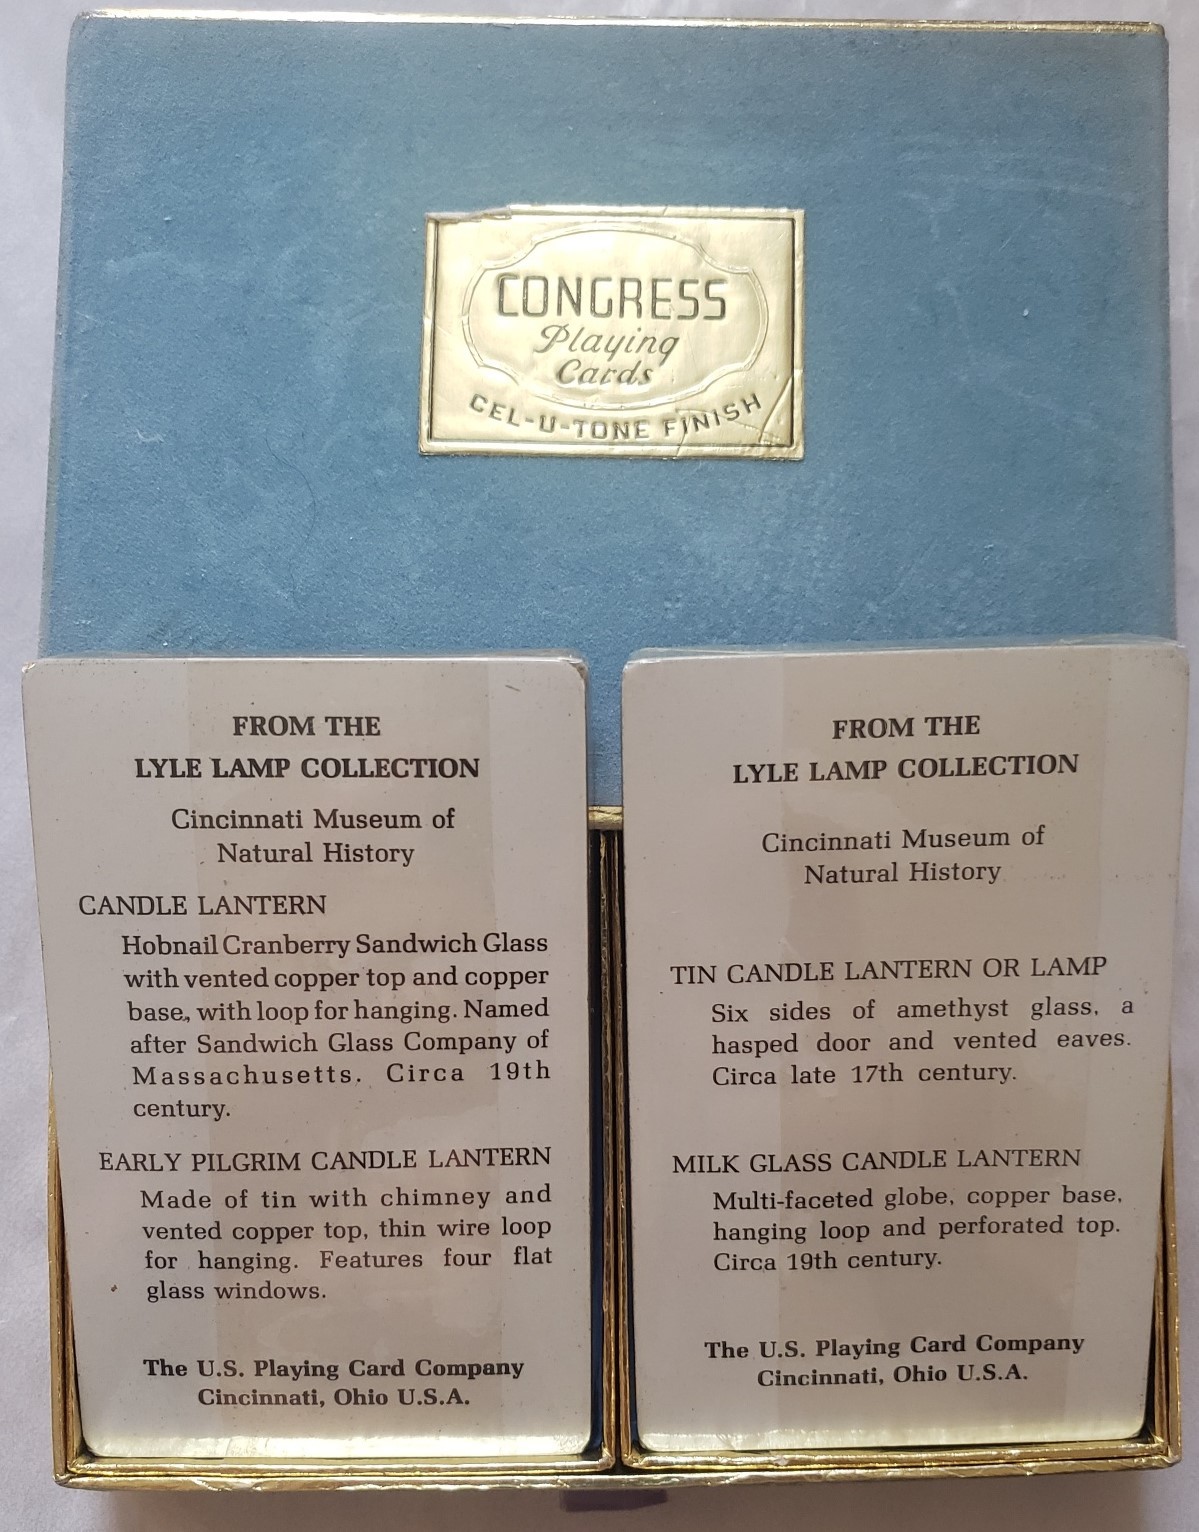 CONGRESS
Playing
Cards
CEL-U-TONE FINISH
FROM THE
LYLE LAMP COLLECTION
Cincinnati Museum of
Natural History
CANDLE LANTERN
Hobnail Cranberry Sandwich Glass
with vented copper top and copper
base, with loop for hanging. Named
after Sandwich Glass Company of
Massachusetts. Circa 19th
century.
EARLY PILGRIM CANDLE LANTERN
Made of tin with chimney and
vented copper top, thin wire loop
for hanging. Features four flat
glass windows.
The U.S. Playing Card Company
Cincinnati, Ohio U.S.A.
FROM THE
LYLE LAMP COLLECTION
Cincinnati Museum of
Natural History
TIN CANDLE LANTERN OR LAMP
Six sides of amethyst glass, a
hasped door and vented eaves.
Circa late 17th century.
MILK GLASS CANDLE LANTERN
Multi-faceted globe, copper base,
hanging loop and perforated top.
Circa 19th century.
The U.S. Playing Card Company
Cincinnati, Ohio U.S.A.